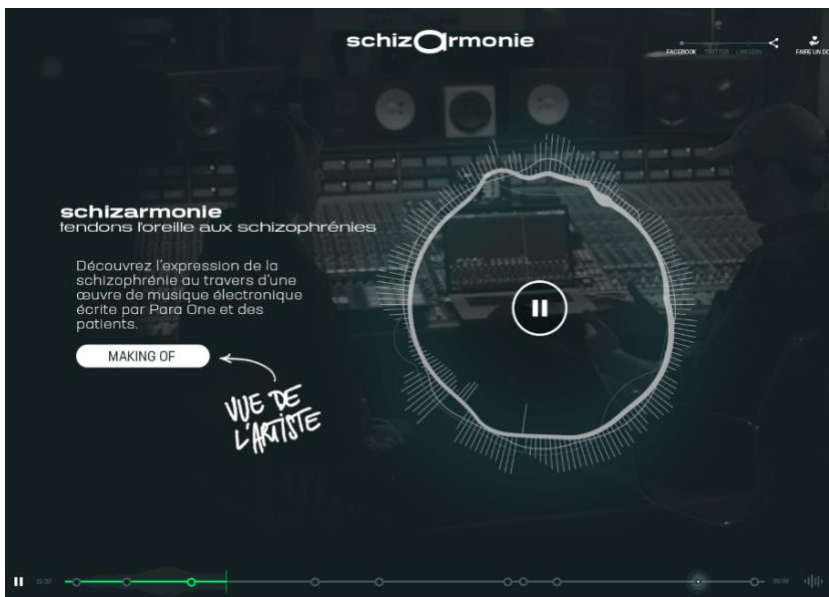 schizarmonie
FACEBOOK TWITTER LINKEDIN
FAIRE UN DO
schizarmonie
tendons l'oreille aux schizophrénies
Découvrez l'expression de la
schizophrénie au travers d'une
œuvre de musique électronique
écrite par Para One et des
patients.
MAKING OF
VUE DE
L'ARTISTE